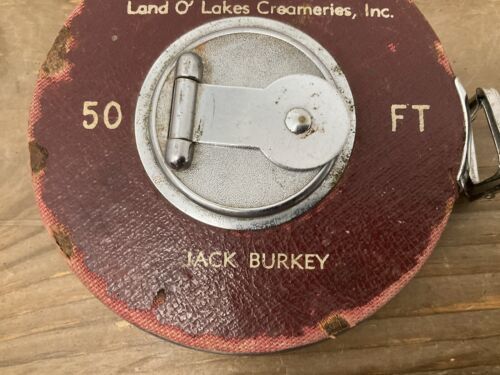 Land O' Lakes Creameries, Inc.
50 FT
JACK BURKEY